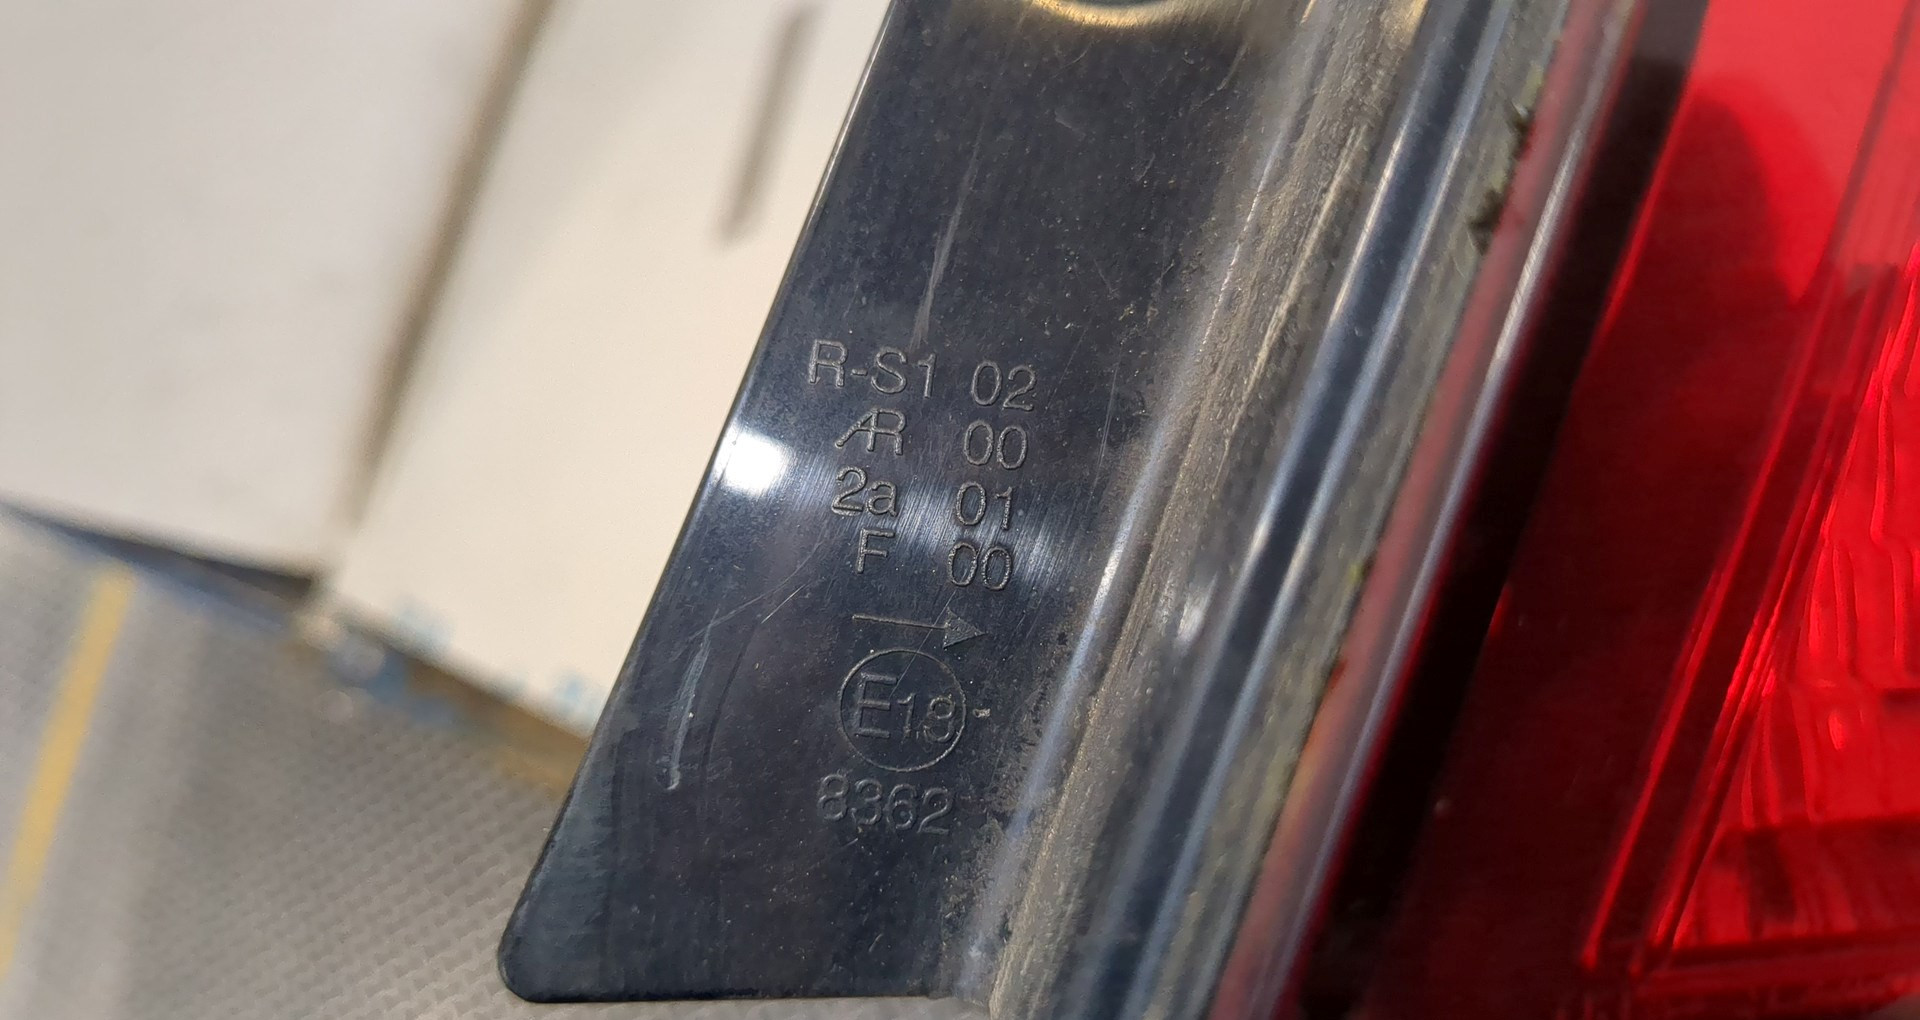 R-S1 02
AR 00
2a 01
F 00
→
E13
8362